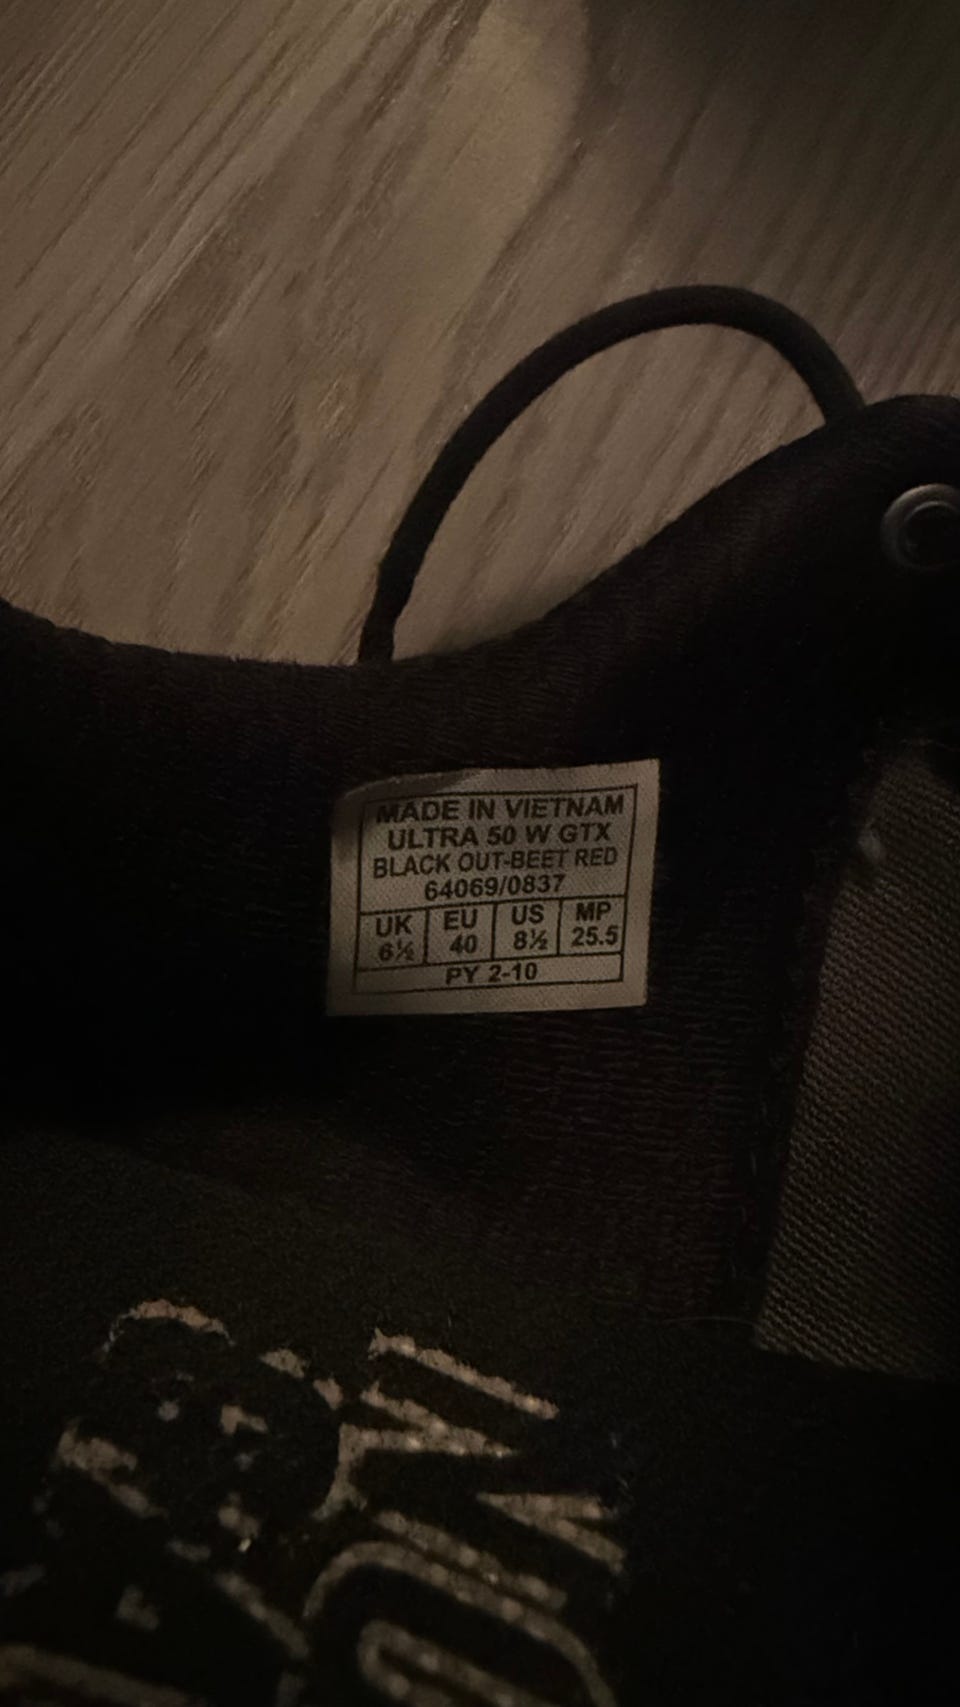 MADE IN VIETNAM
ULTRA 50 W GTX
BLACK OUT-BEET RED
64069/0837
UK EU US MP
6½ 40 8½ 25.5
PY 2-10